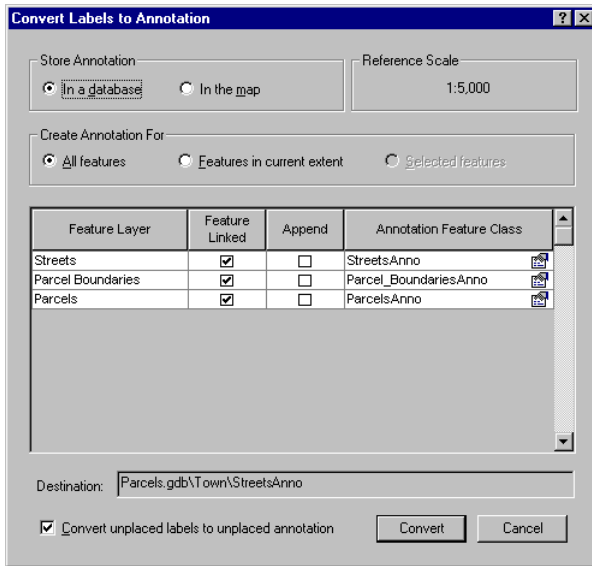 Convert Labels to Annotation
Store Annotation
In a database
In the map
Reference Scale
1:5,000
Create Annotation For
All features
Features in current extent
Selected features
Feature Layer
Feature Linked
Append
Annotation Feature Class
Streets
StreetsAnno
Parcel Boundaries
Parcel_BoundariesAnno
Parcels
ParcelsAnno
Destination:
Parcels.gdb\Town\StreetsAnno
Convert unplaced labels to unplaced annotation
Convert
Cancel